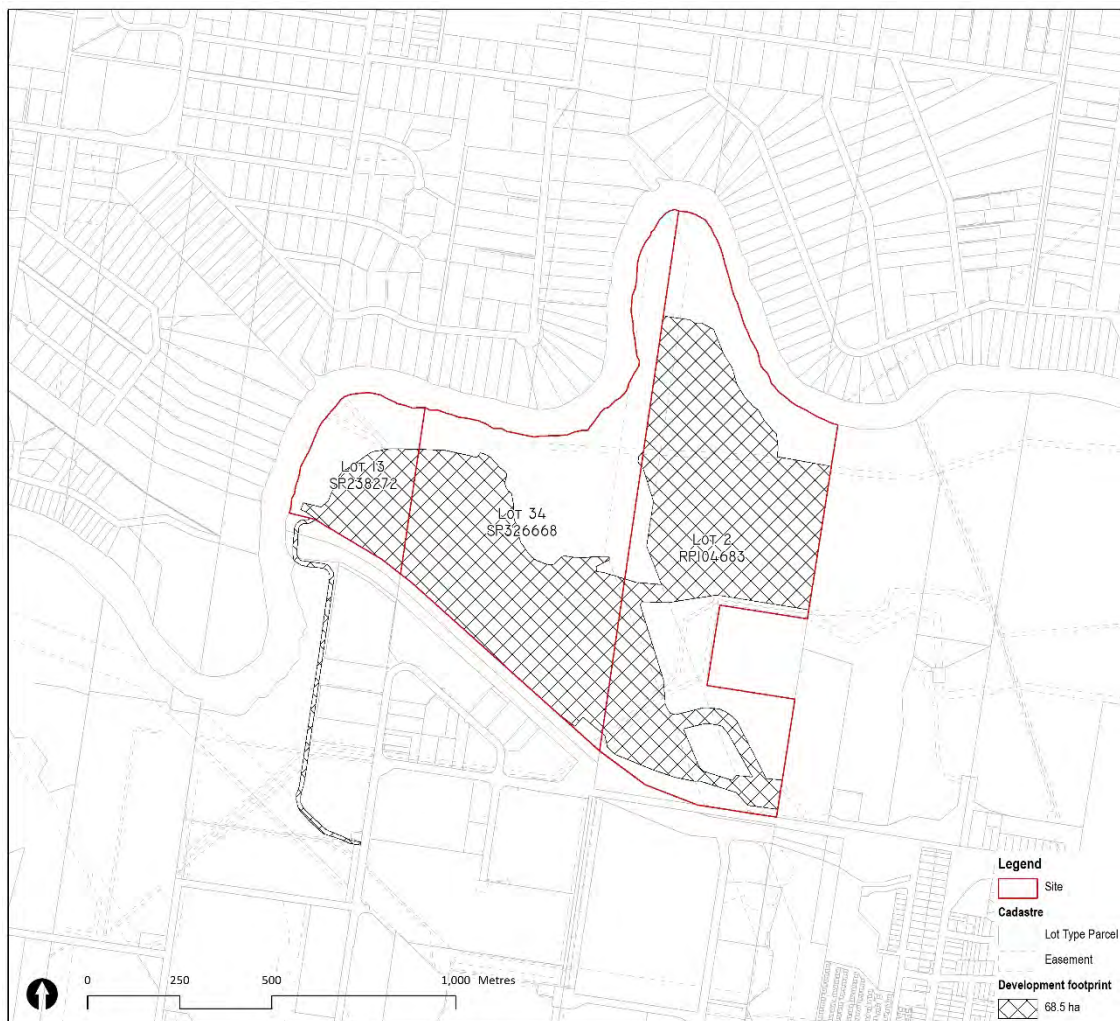 Lot 13
SP238272
Lot 34
SP326668
Lot 2
RP104683
Legend
Site
Cadastre
Lot Type Parcel
Easement
Development footprint
68.5 ha
0 250 500 1,000 Metres